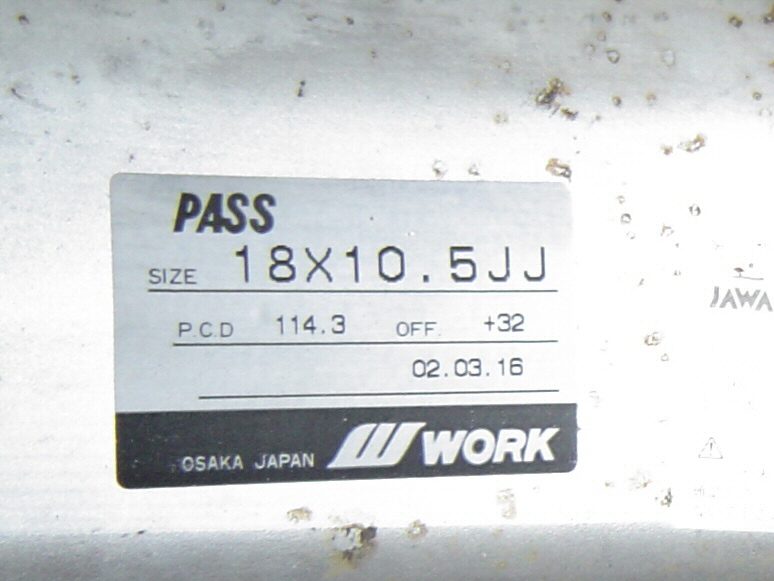 PASS
SIZE 18X10.5JJ
P.C.D 114.3 OFF. +32
02.03.16
OSAKA JAPAN W WORK
JAWA